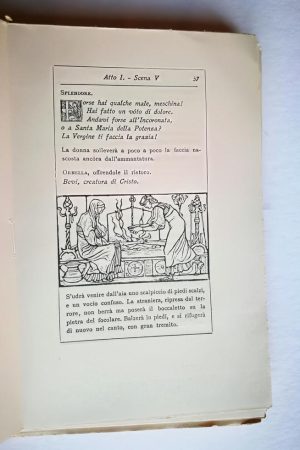 Atto I. - Scena V 37
SPLENDORE.
Forse hai qualche male, meschina!
Hai fatto un vóto di dolore.
Andavi forse all'Incoronata,
o a Santa Maria della Potenza?
La Vergine ti faccia la grazia!
La donna solleverà a poco a poco la faccia na-
scosta ancora dall'ammantatura.
ORNELLA, offrendole il ristoro.
Bevi, creatura di Cristo.
S'udrà venire dall'aia uno scalpiccio di piedi scalzi,
e un vocio confuso. La straniera, ripresa dal ter-
rore, non berrà ma poserà il boccaletto su la
pietra del focolare. Balzerà in piedi, e si rifugerà
di nuovo nel canto, con gran tremito.